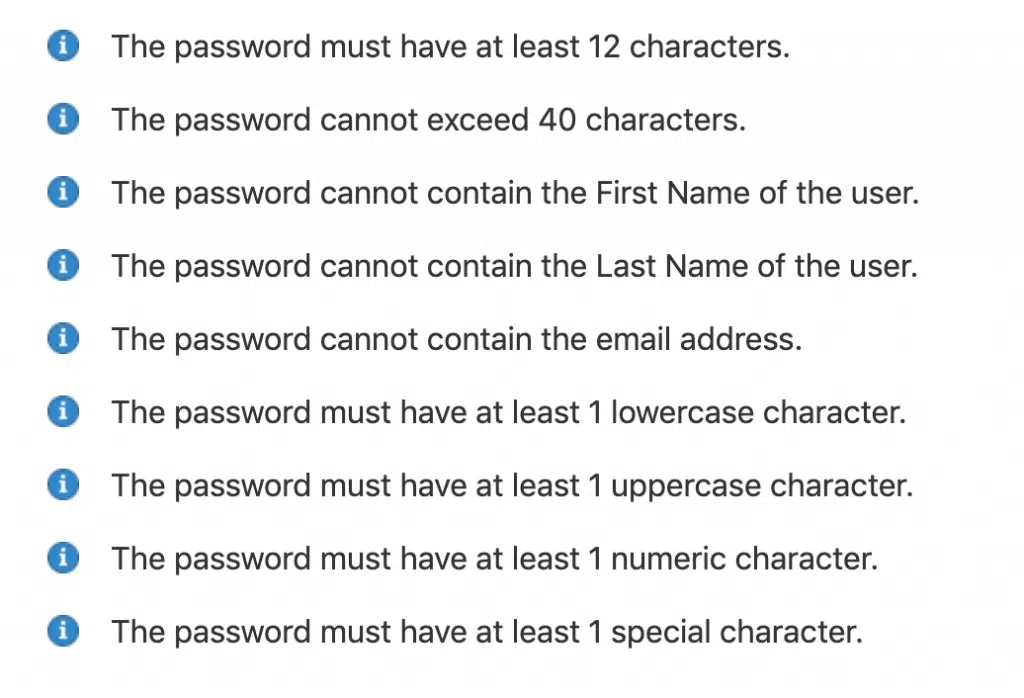 The password must have at least 12 characters.
The password cannot exceed 40 characters.
The password cannot contain the First Name of the user.
The password cannot contain the Last Name of the user.
The password cannot contain the email address.
The password must have at least 1 lowercase character.
The password must have at least 1 uppercase character.
The password must have at least 1 numeric character.
The password must have at least 1 special character.